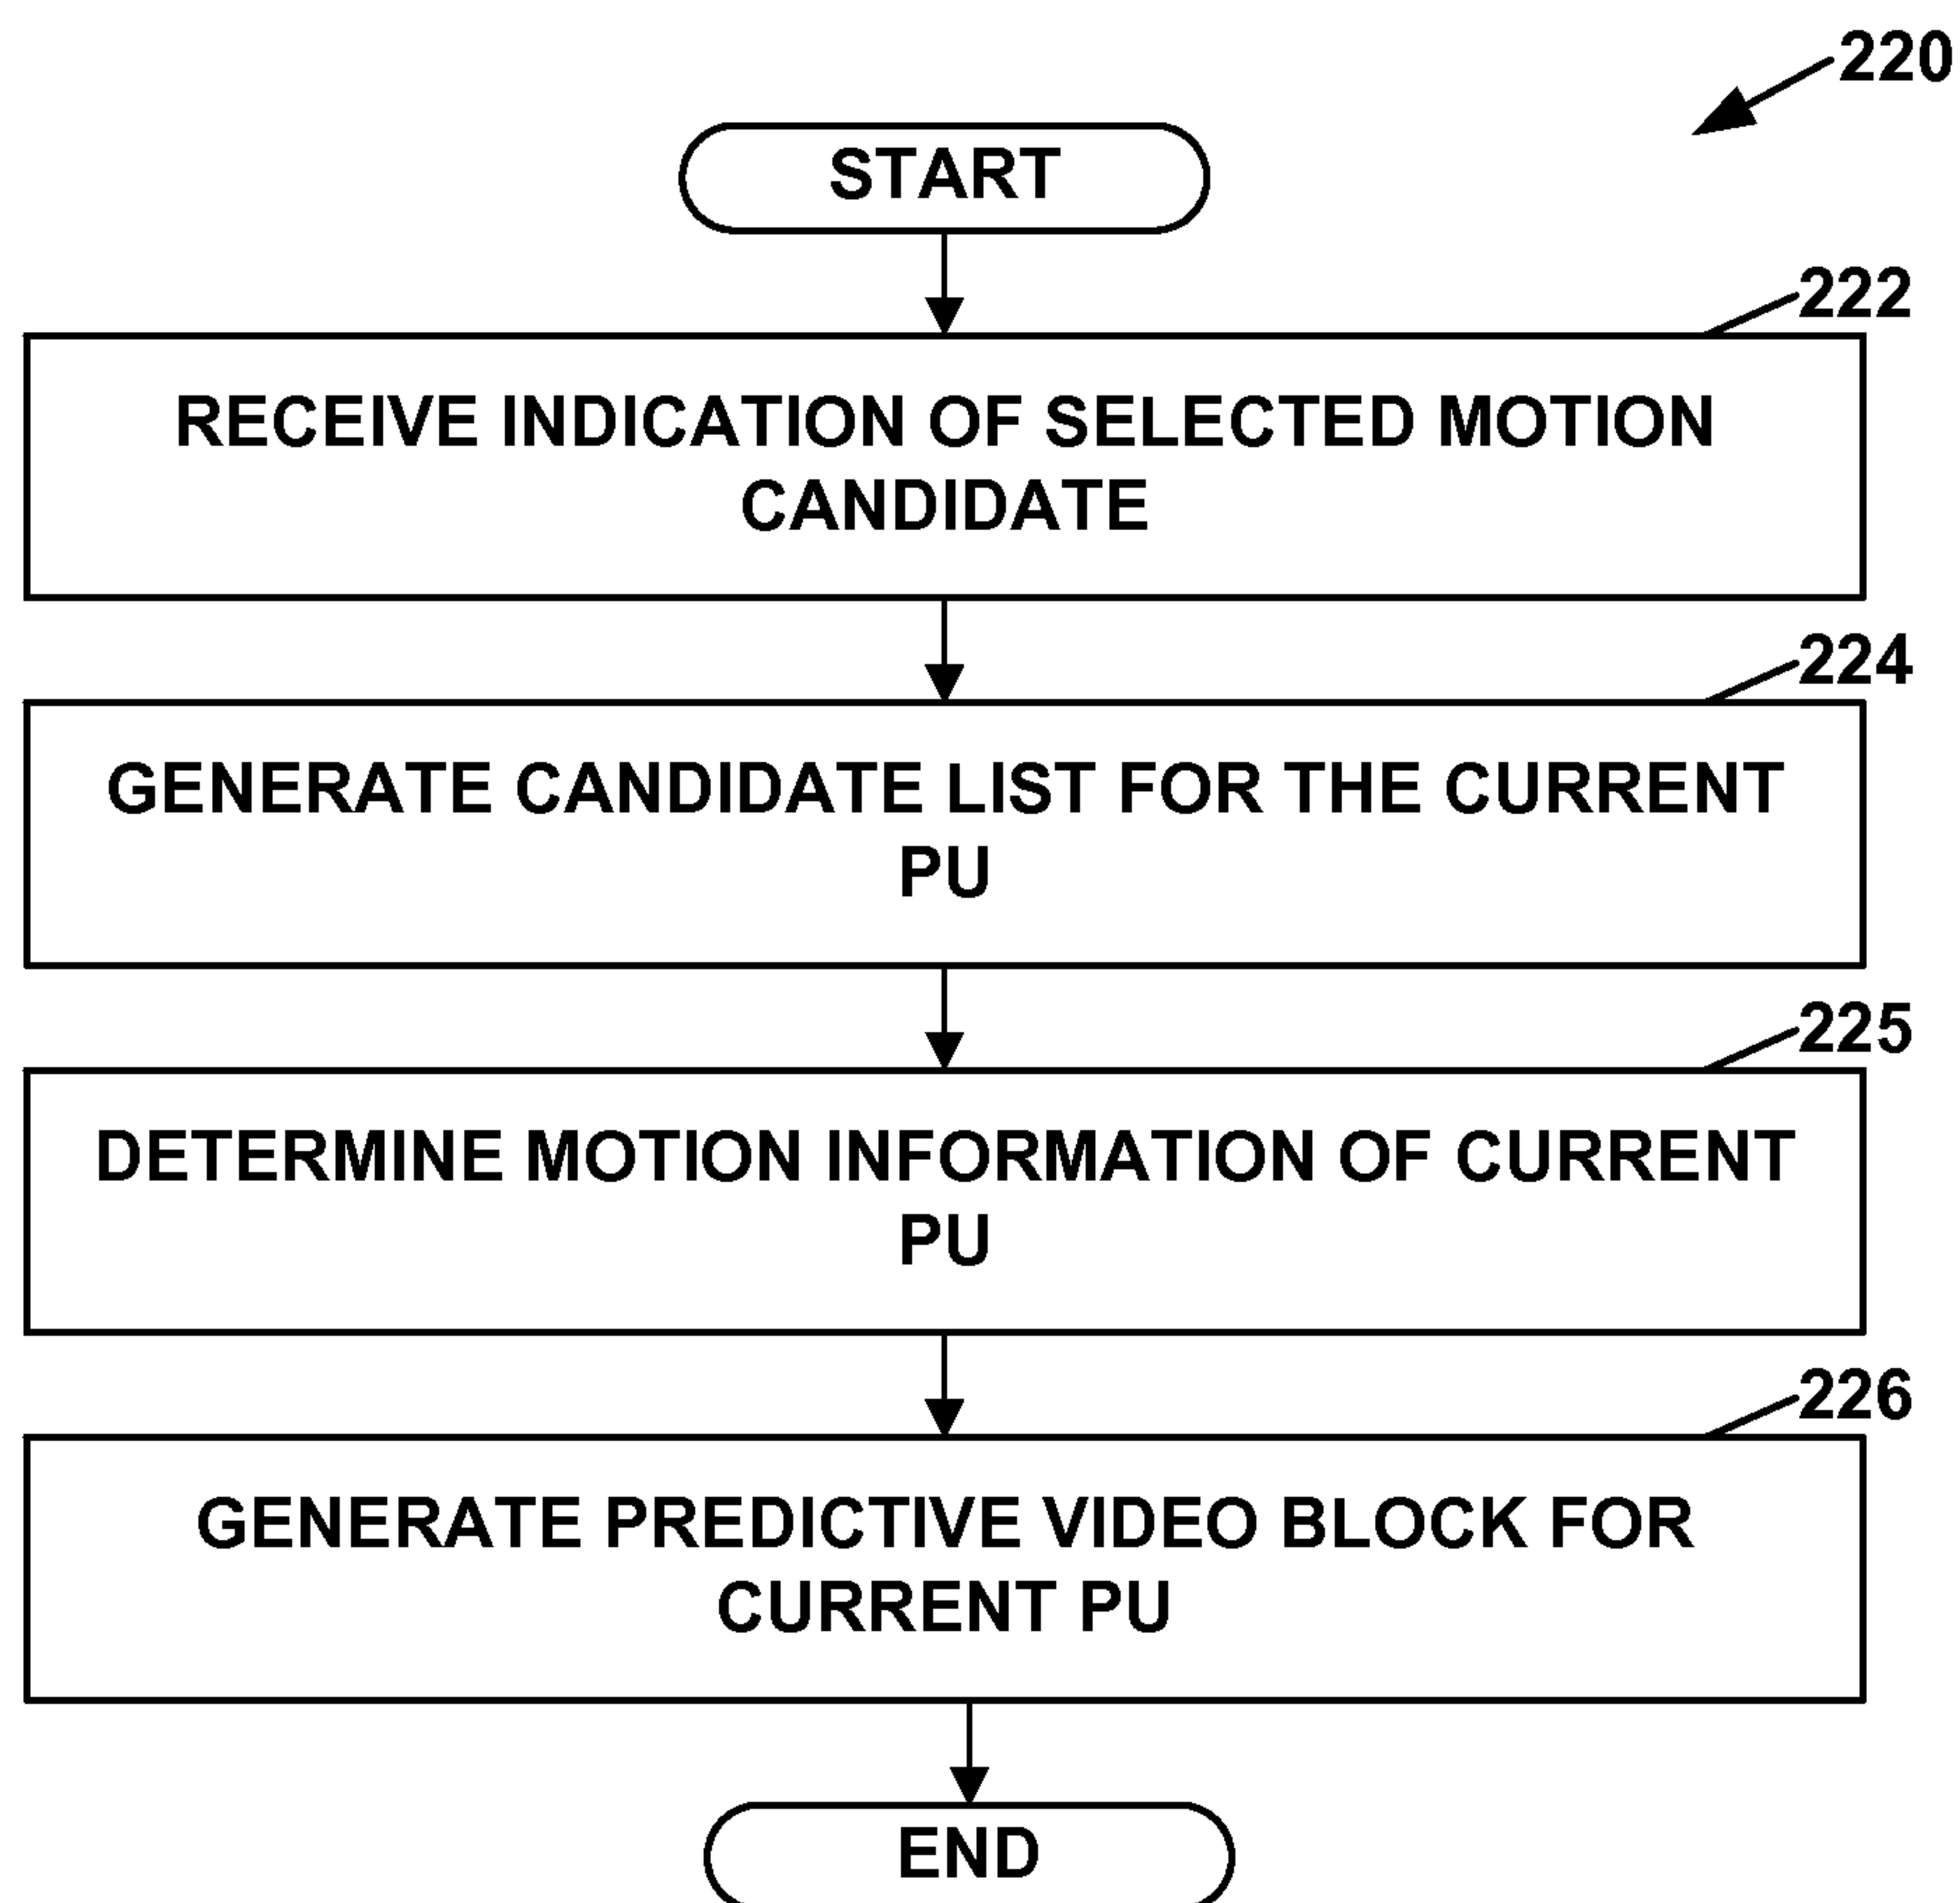 220
START
222
RECEIVE INDICATION OF SELECTED MOTION
CANDIDATE
224
GENERATE CANDIDATE LIST FOR THE CURRENT
PU
225
DETERMINE MOTION INFORMATION OF CURRENT
PU
226
GENERATE PREDICTIVE VIDEO BLOCK FOR
CURRENT PU
END